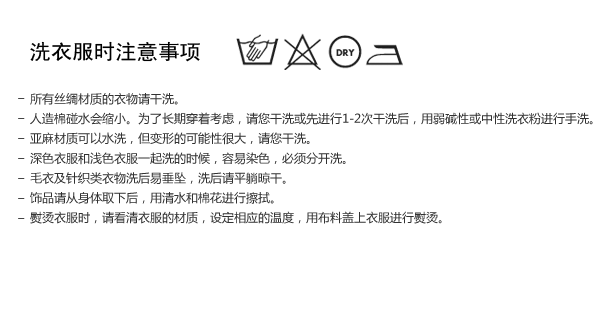 洗衣服时注意事项
DRY
- 所有丝绸材质的衣物请干洗。
- 人造棉碰水会缩小。为了长期穿着考虑，请您干洗或先进行1-2次干洗后，用弱碱性或中性洗衣粉进行手洗。
- 亚麻材质可以水洗，但变形的可能性很大，请您干洗。
- 深色衣服和浅色衣服一起洗的时候，容易染色，必须分开洗。
- 毛衣及针织类衣物洗后易垂坠，洗后请平躺晾干。
- 饰品请从身体取下后，用清水和棉花进行擦拭。
- 熨烫衣服时，请看清衣服的材质，设定相应的温度，用布料盖上衣服进行熨烫。